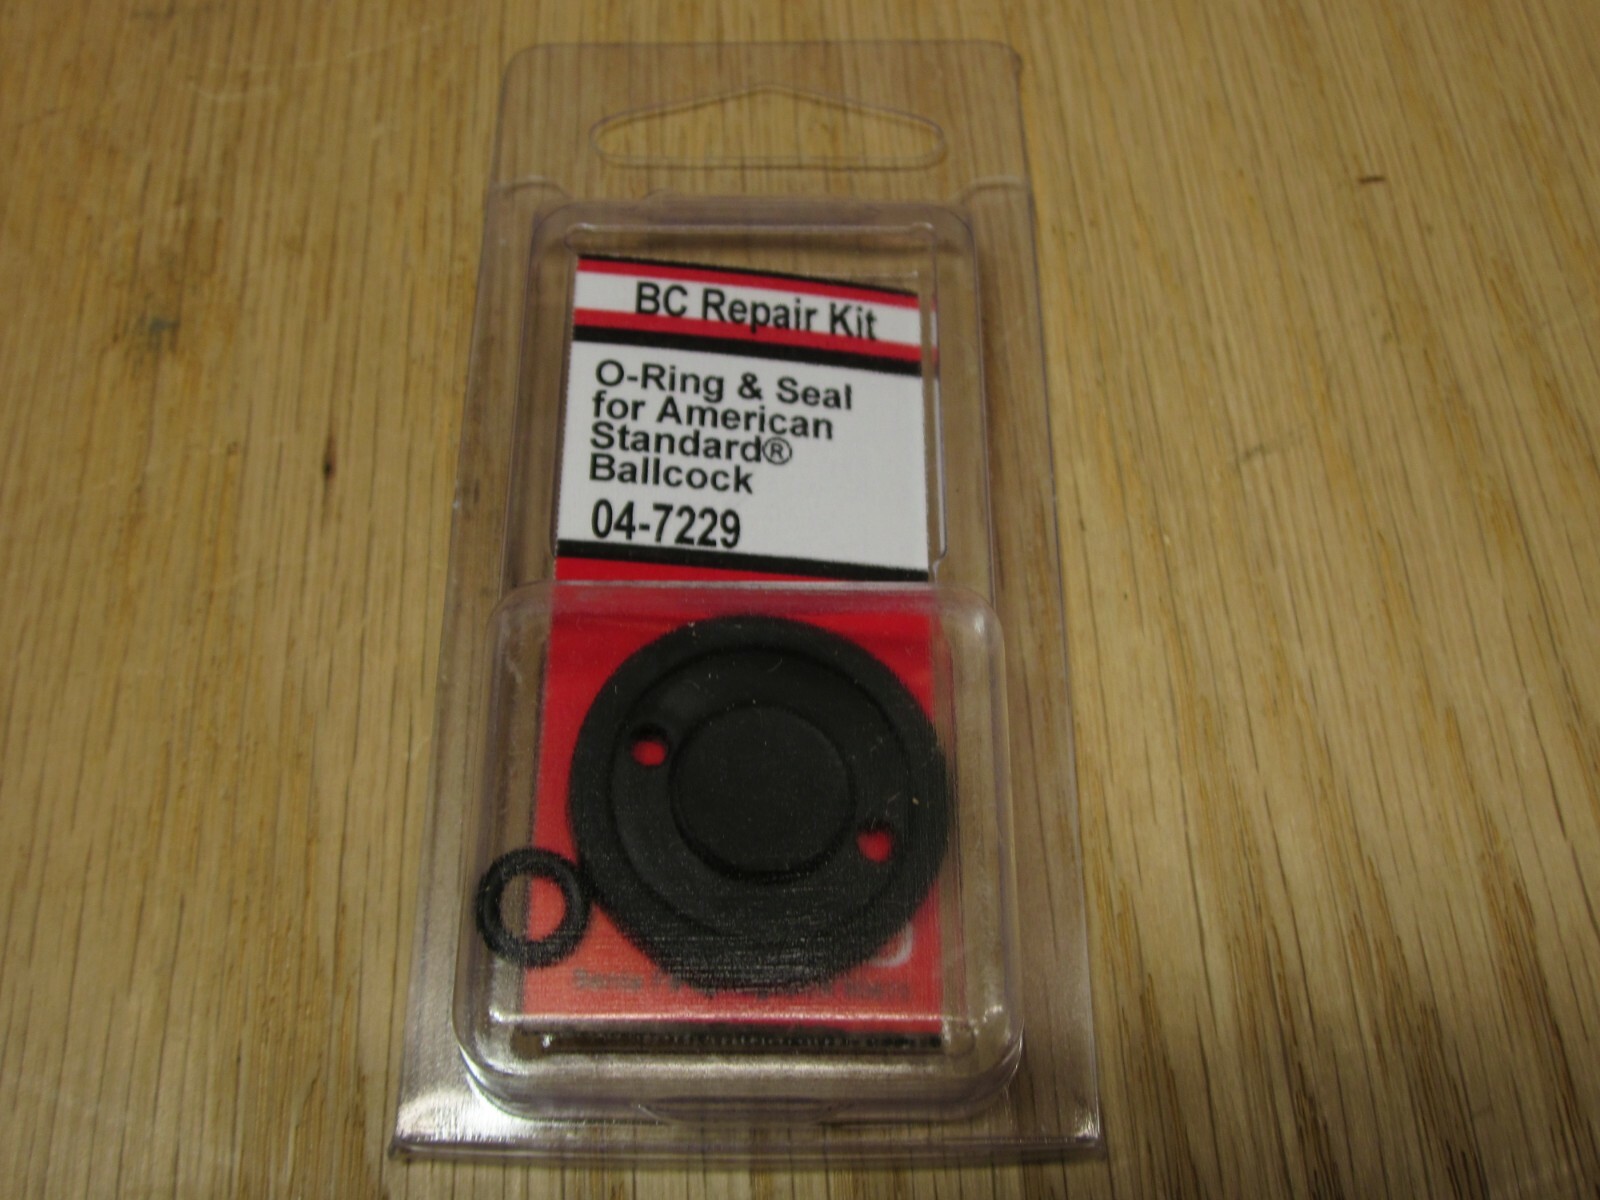 BC Repair Kit
O-Ring & Seal
for American
Standard®
Ballcock
04-7229